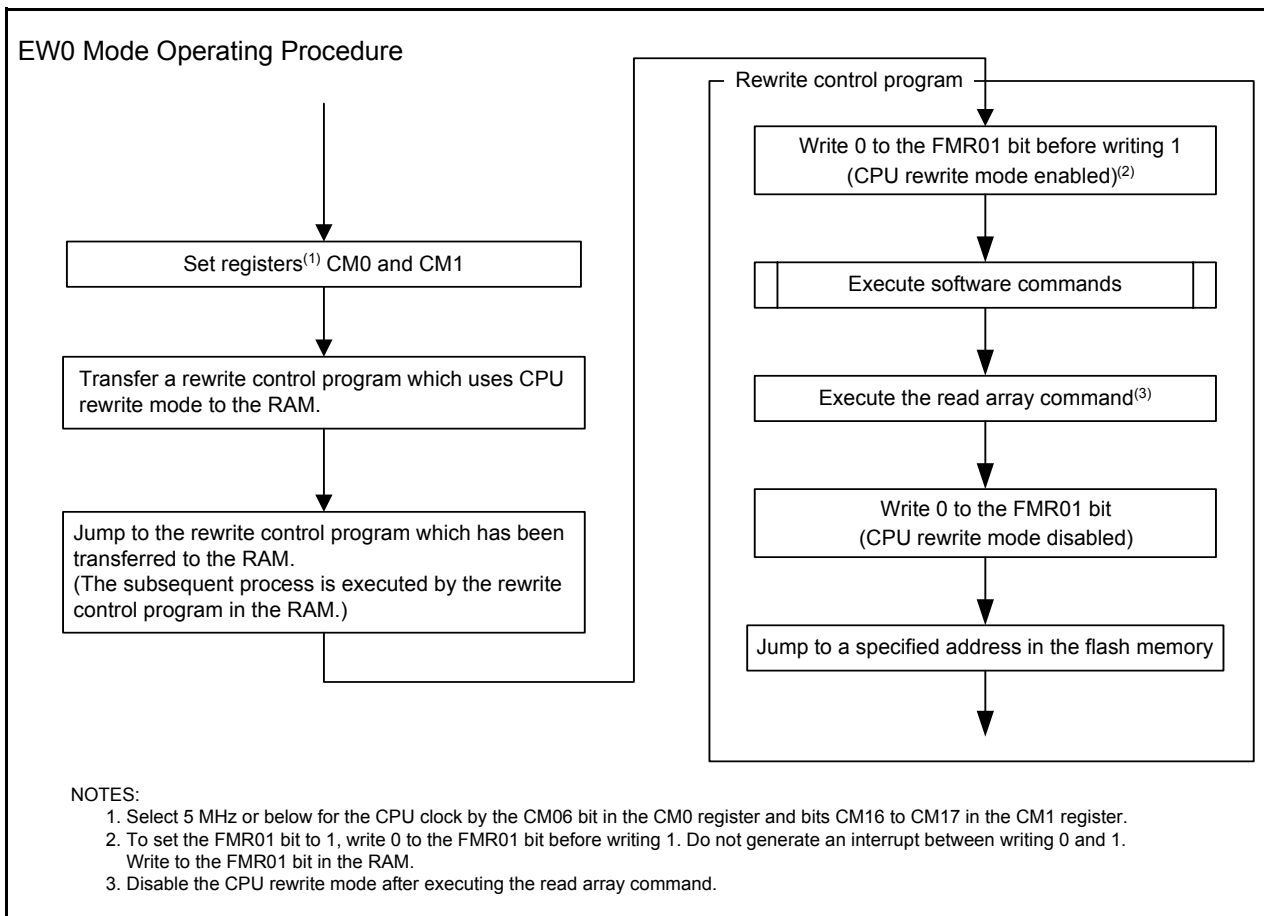 EW0 Mode Operating Procedure
Set registers(1) CM0 and CM1
Transfer a rewrite control program which uses CPU
rewrite mode to the RAM.
Jump to the rewrite control program which has been
transferred to the RAM.
(The subsequent process is executed by the rewrite
control program in the RAM.)
Rewrite control program
Write 0 to the FMR01 bit before writing 1
(CPU rewrite mode enabled)(2)
Execute software commands
Execute the read array command(3)
Write 0 to the FMR01 bit
(CPU rewrite mode disabled)
Jump to a specified address in the flash memory
NOTES:
1. Select 5 MHz or below for the CPU clock by the CM06 bit in the CM0 register and bits CM16 to CM17 in the CM1 register.
2. To set the FMR01 bit to 1, write 0 to the FMR01 bit before writing 1. Do not generate an interrupt between writing 0 and 1.
Write to the FMR01 bit in the RAM.
3. Disable the CPU rewrite mode after executing the read array command.